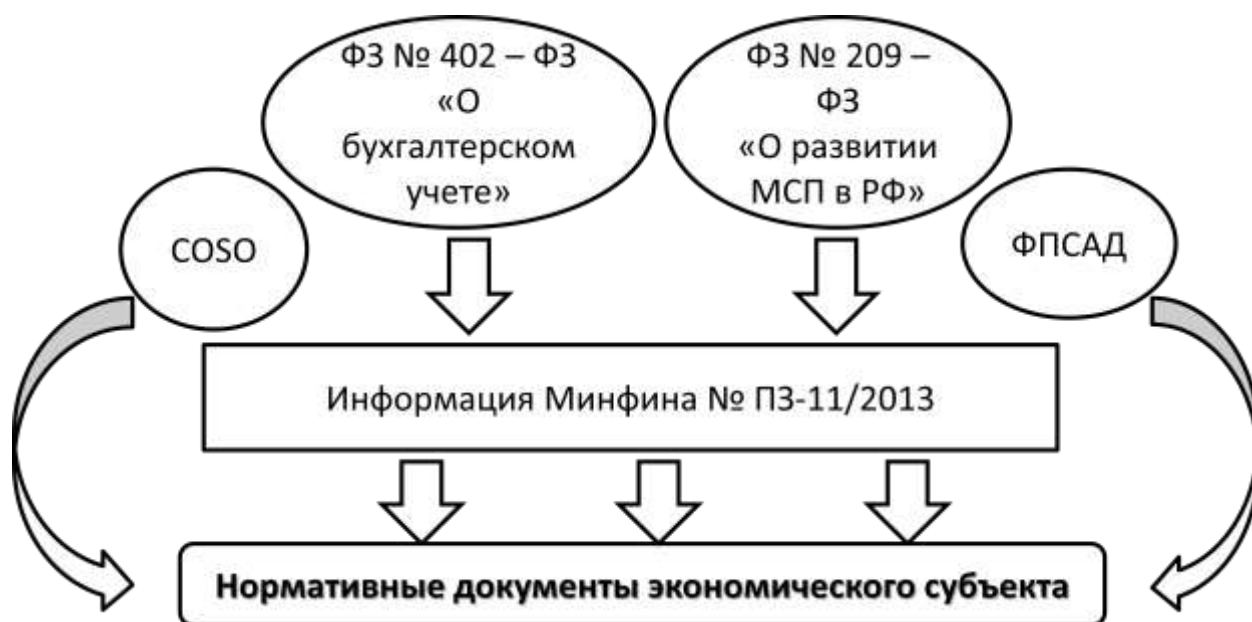 ФЗ № 402 – ФЗ
«О
бухгалтерском
учете»
ФЗ № 209 –
ФЗ
«О развитии
МСП в РФ»
COSO
ФПСАД
Информация Минфина № ПЗ-11/2013
Нормативные документы экономического субъекта